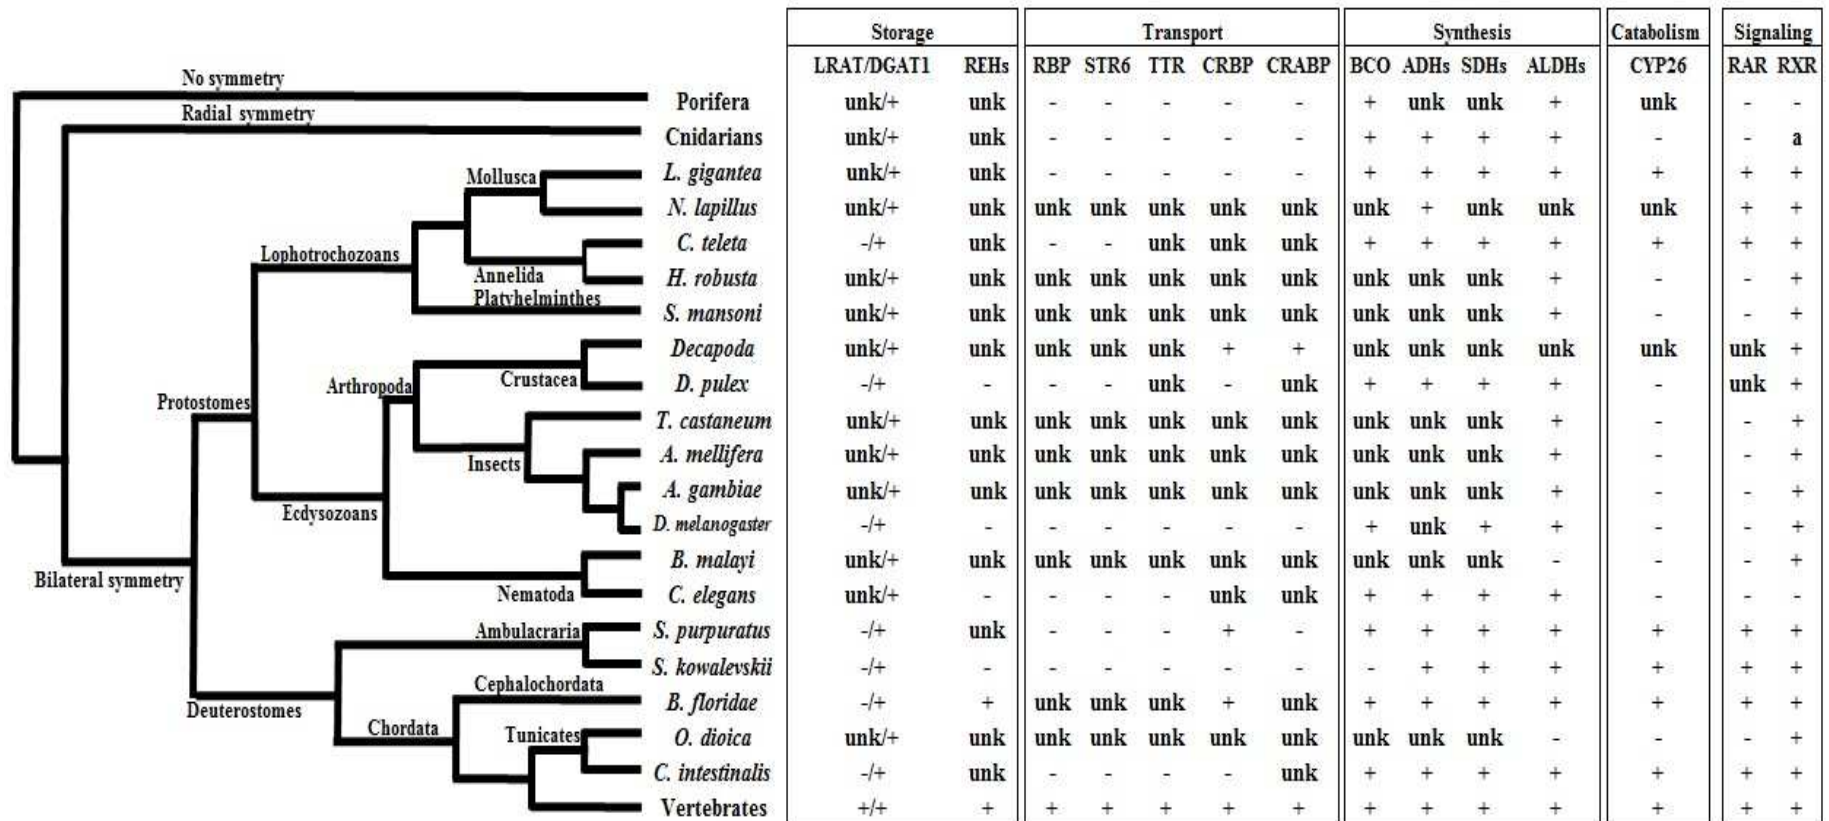 Storage Transport Synthesis Catabolism Signaling
LRAT/DGAT1 REHs RBP STR6 TTR CRBP CRABP BCO ADHs SDHs ALDHs CYP26 RAR RXR
No symmetry
Porifera unk/+ unk - - - - - + unk unk + unk - -
Radial symmetry
Cnidarians unk/+ unk - - - - - + + + + - - a
Mollusca
L. gigantea unk/+ unk - - - - - + + + + + + +
N. lapillus unk/+ unk unk unk unk unk unk unk + unk unk unk + +
Lophotrochozoans
C. teleta -/+ unk - - unk unk unk + + + + + + +
Annelida
H. robusta unk/+ unk unk unk unk unk unk unk unk unk + - - +
Platyhelminthes
S. mansoni unk/+ unk unk unk unk unk unk unk unk unk + - - +
Decapoda unk/+ unk unk unk unk + + unk unk unk unk unk unk +
Arthropoda
Crustacea
D. pulex -/+ - - - unk - unk + + + + - unk +
Protostomes
T. castaneum unk/+ unk unk unk unk unk unk unk unk unk + - - +
Insects
A. mellifera unk/+ unk unk unk unk unk unk unk unk unk + - - +
A. gambiae unk/+ unk unk unk unk unk unk unk unk unk + - - +
Ecdysozoans
D. melanogaster -/+ - - - - - - + unk + + - - +
B. malayi unk/+ unk unk unk unk unk unk unk unk unk - - - +
Bilateral symmetry
Nematoda
C. elegans unk/+ - - - - unk unk + + + + - - -
Ambulacraria
S. purpuratus -/+ unk - - - + - + + + + + + +
S. kowalevskii -/+ - - - - - - - + + + + + +
Cephalochordata
B. floridae -/+ + unk unk unk + unk + + + + + + +
Deuterostomes
Chordata
Tunicates
O. dioica unk/+ unk unk unk unk unk unk unk unk unk - - - +
C. intestinalis -/+ unk - - - - unk + + + + + + +
Vertebrates +/+ + + + + + + + + + + + + +